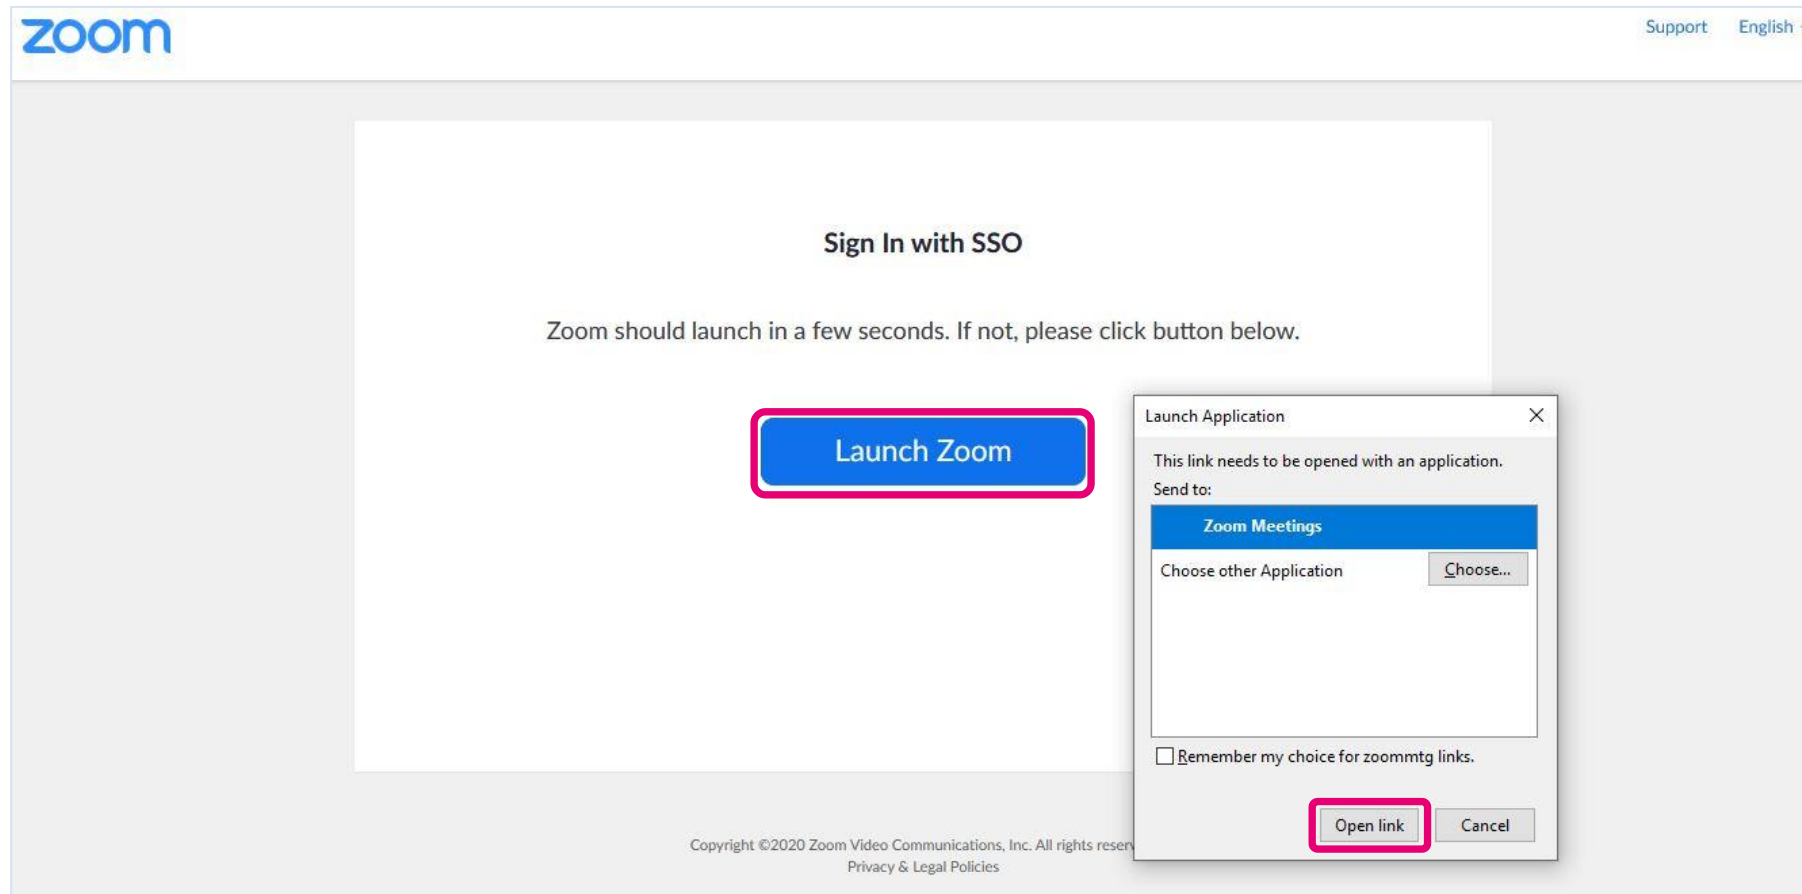 zoom
Support English
Sign In with SSO
Zoom should launch in a few seconds. If not, please click button below.
Launch Zoom
Launch Application
This link needs to be opened with an application.
Send to:
Zoom Meetings
Choose other Application Choose...
Remember my choice for zoommtg links.
Open link Cancel
Copyright ©2020 Zoom Video Communications, Inc. All rights reserv
Privacy & Legal Policies